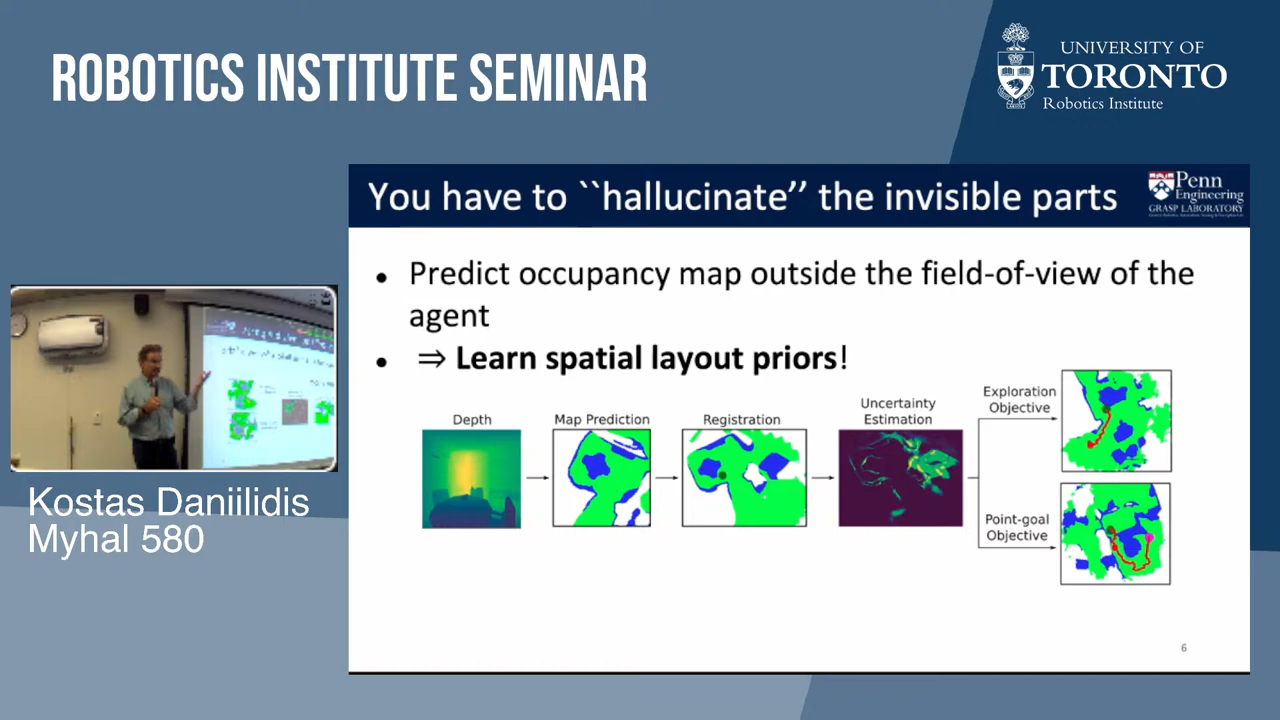 ROBOTICS INSTITUTE SEMINAR
UNIVERSITY OF
TORONTO
Robotics Institute
You have to ``hallucinate’’ the invisible parts
Penn
Engineering
GRASP LABORATORY
● Predict occupancy map outside the field-of-view of the
agent
● ⇒ Learn spatial layout priors!
Depth
Map Prediction
Registration
Uncertainty
Estimation
Exploration
Objective
Point-goal
Objective
6
Kostas Daniilidis
Myhal 580